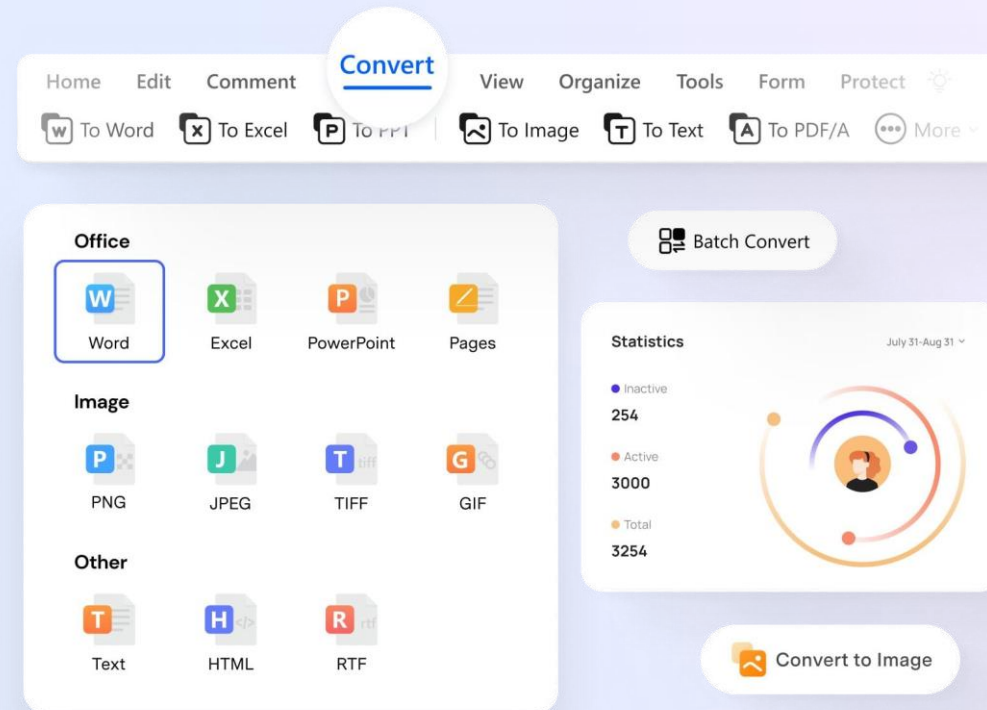 Convert
Home Edit Comment View Organize Tools Form Protect
W To Word X To Excel P To PPT To Image T To Text A To PDF/A More
Office
W X P
Word Excel PowerPoint Pages
Image
P J T tiff G
PNG JPEG TIFF GIF
Other
T H </> R rtf
Text HTML RTF
Batch Convert
Statistics July 31-Aug 31
Inactive
254
Active
3000
Total
3254
Convert to Image